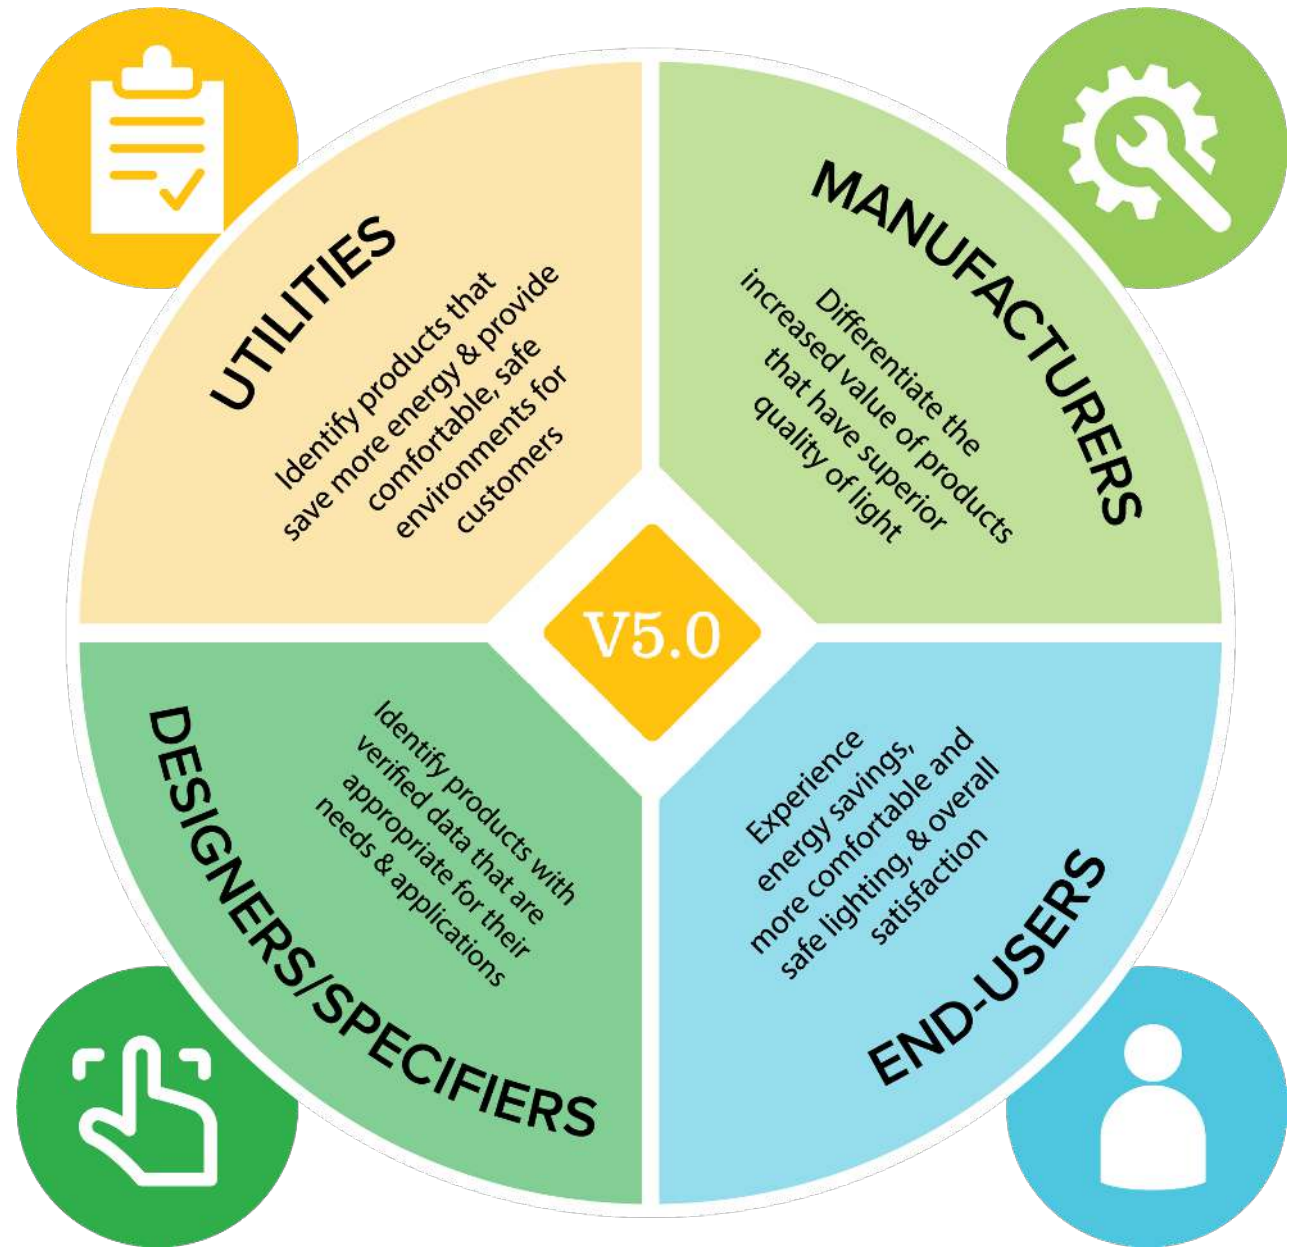 UTILITIES
Identify products that
save more energy & provide
comfortable, safe
environments for
customers
MANUFACTURERS
Differentiate the
increased value of products
that have superior
quality of light
V5.0
DESIGNERS/SPECIFIERS
Identify products with
verified data that are
appropriate for their
needs & applications
END-USERS
Experience
energy savings,
more comfortable and
safe lighting, & overall
satisfaction